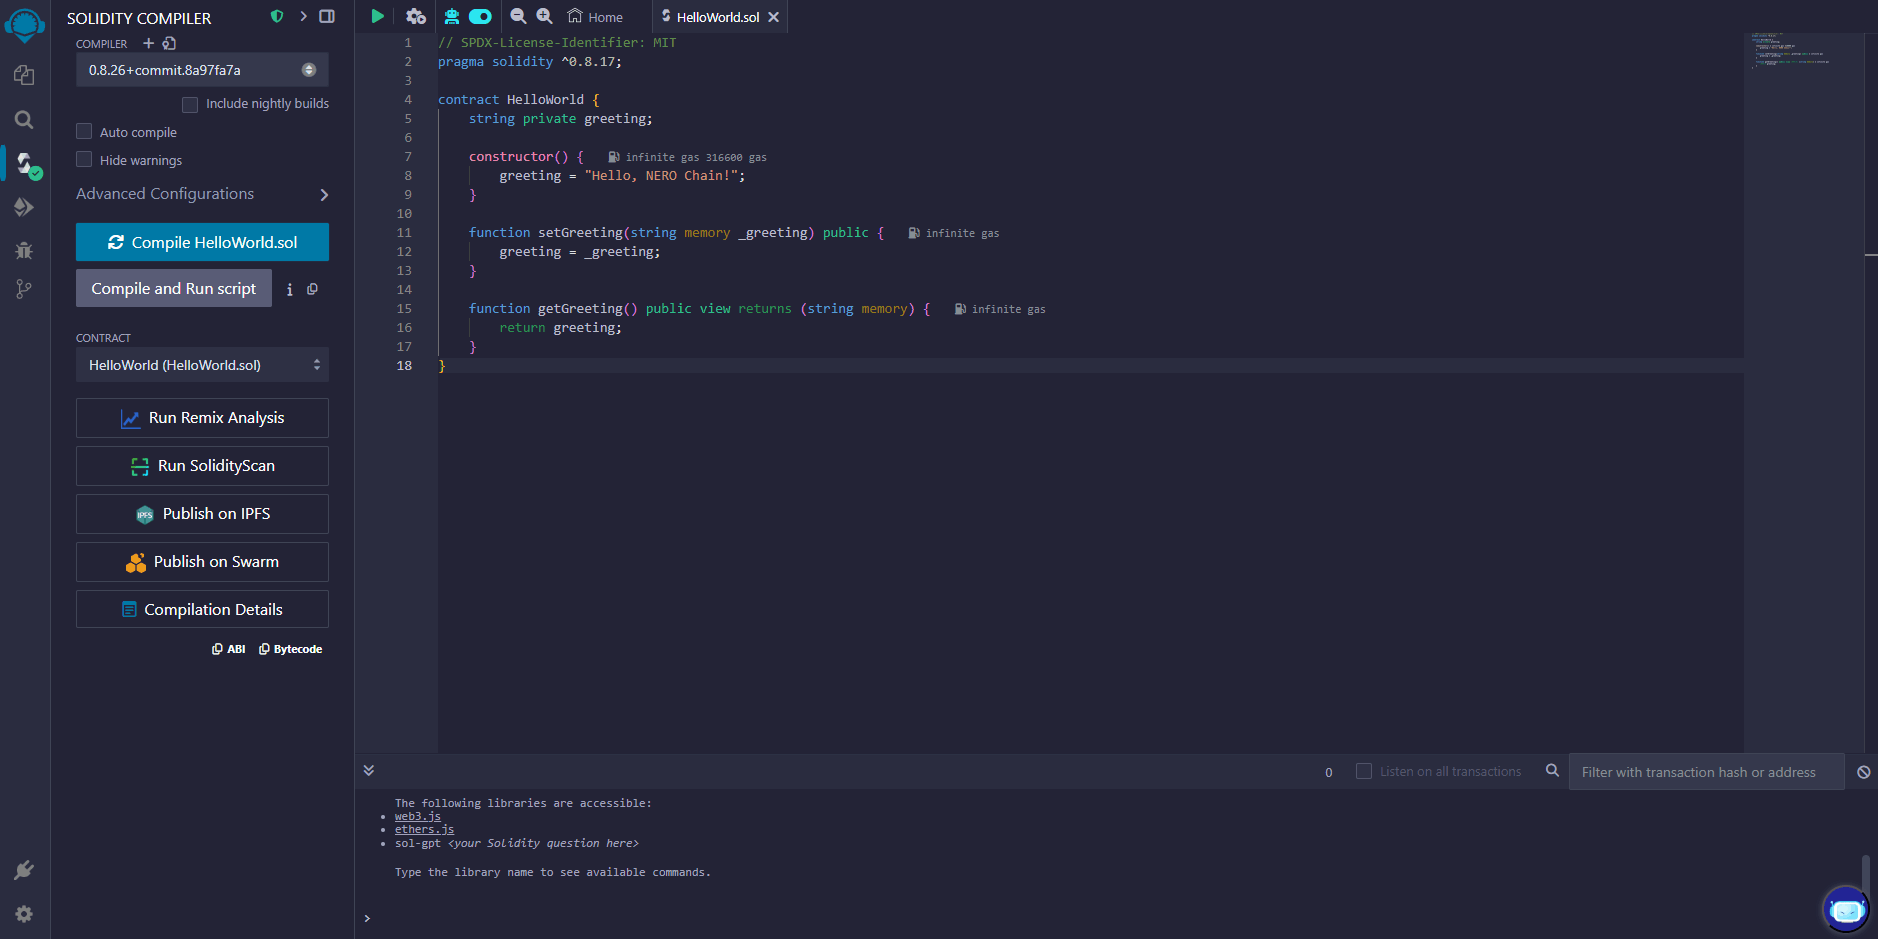 SOLIDITY COMPILER
COMPILER
0.8.26+commit.8a97fa7a
Include nightly builds
Auto compile
Hide warnings
Advanced Configurations
Compile HelloWorld.sol
Compile and Run script
CONTRACT
HelloWorld (HelloWorld.sol)
Run Remix Analysis
Run SolidityScan
IPFS
Publish on IPFS
Publish on Swarm
Compilation Details
ABI Bytecode
Home HelloWorld.sol
1 // SPDX-License-Identifier: MIT
2 pragma solidity ^0.8.17;
3
4 contract HelloWorld {
5 string private greeting;
6
7 constructor() { infinite gas 316600 gas
8 greeting = "Hello, NERO Chain!";
9 }
10
11 function setGreeting(string memory _greeting) public { infinite gas
12 greeting = _greeting;
13 }
14
15 function getGreeting() public view returns (string memory) { infinite gas
16 return greeting;
17 }
18 }
0 Listen on all transactions Filter with transaction hash or address
The following libraries are accessible:
• web3.js
• ethers.js
• sol-gpt <your Solidity question here>
Type the library name to see available commands.
>